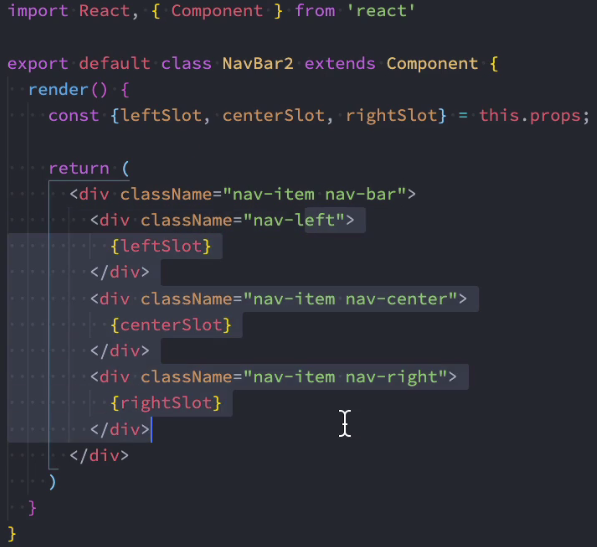 import React, { Component } from 'react'
export default class NavBar2 extends Component {
render() {
const {leftSlot, centerSlot, rightSlot} = this.props;
return (
<div className="nav-item nav-bar">
<div className="nav-left">
{leftSlot}
</div>
<div className="nav-item nav-center">
{centerSlot}
</div>
<div className="nav-item nav-right">
{rightSlot}
</div>
</div>
)
}
}